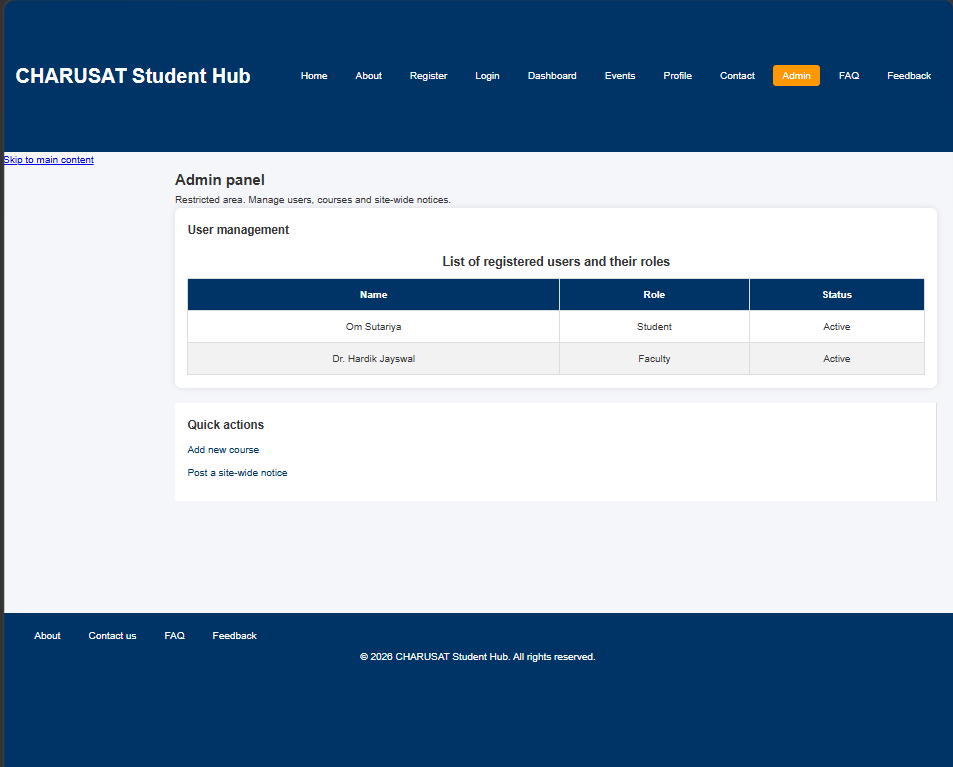 CHARUSAT Student Hub Home About Register Login Dashboard Events Profile Contact Admin FAQ Feedback
Skip to main content
Admin panel
Restricted area. Manage users, courses and site-wide notices.
User management
List of registered users and their roles
Name Role Status
Om Sutariya Student Active
Dr. Hardik Jayswal Faculty Active
Quick actions
Add new course
Post a site-wide notice
About Contact us FAQ Feedback
© 2026 CHARUSAT Student Hub. All rights reserved.